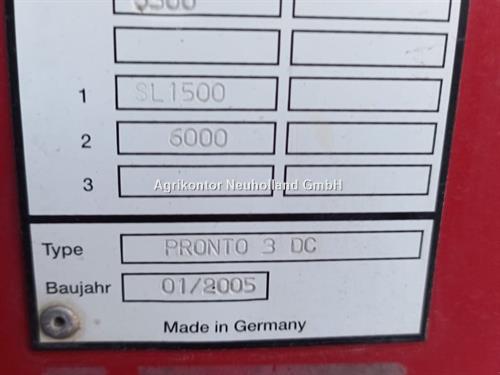 1 SL1500
2 6000
3
Agrikontor Neuholland GmbH
Type PRONTO 3 DC
Baujahr 01/2005
Made in Germany